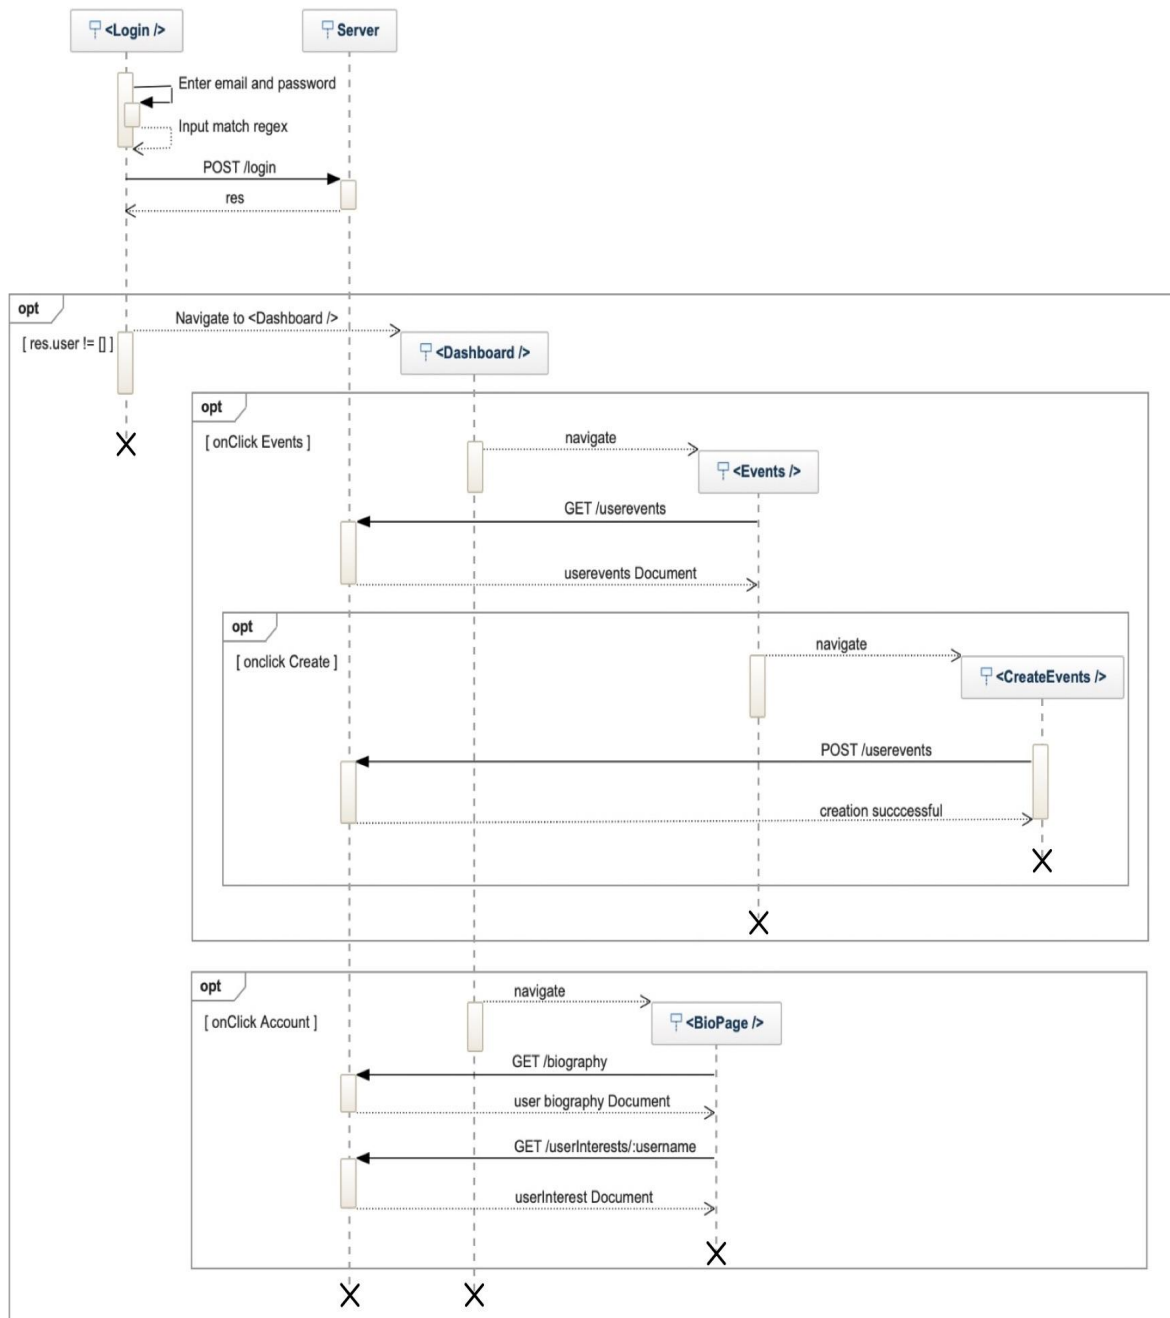 <Login />
Server
Enter email and password
Input match regex
POST /login
res
opt
Navigate to <Dashboard />
[ res.user != [] ]
<Dashboard />
opt
[ onClick Events ]
navigate
<Events />
GET /userevents
userevents Document
opt
[ onclick Create ]
navigate
<CreateEvents />
POST /userevents
creation succcessful
opt
navigate
[ onClick Account ]
<BioPage />
GET /biography
user biography Document
GET /userInterests/:username
userInterest Document